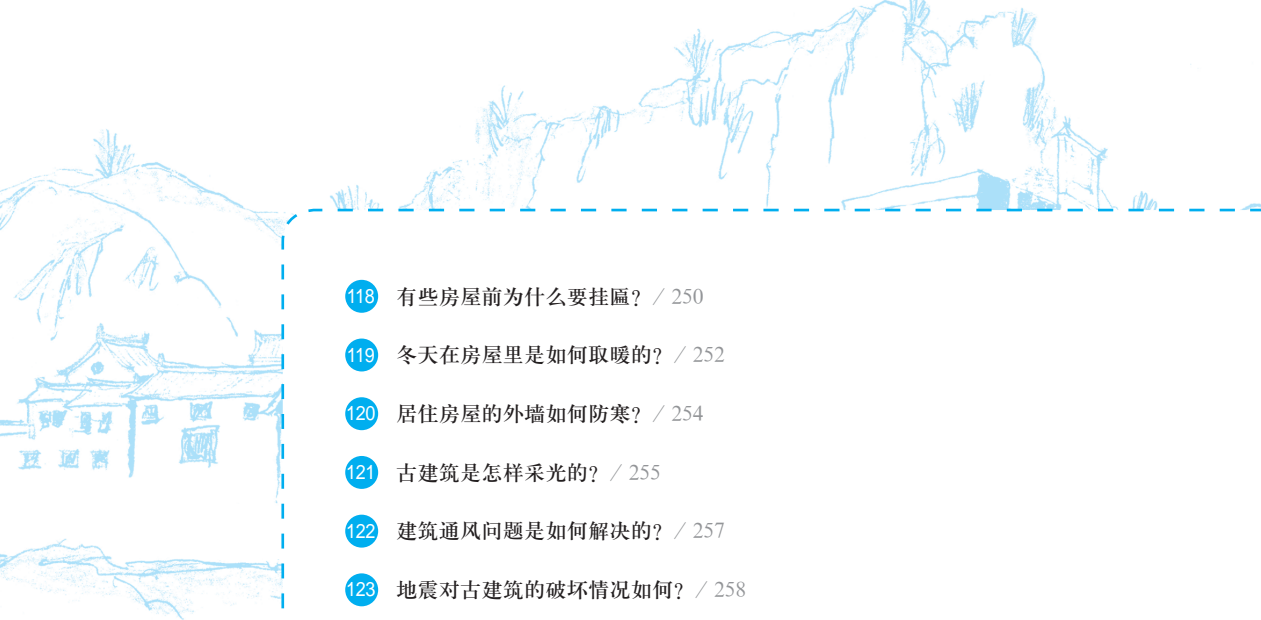 118 有些房屋前为什么要挂匾？ / 250
119 冬天在房屋里是如何取暖的？ / 252
120 居住房屋的外墙如何防寒？ / 254
121 古建筑是怎样采光的？ / 255
122 建筑通风问题是如何解决的？ / 257
123 地震对古建筑的破坏情况如何？ / 258